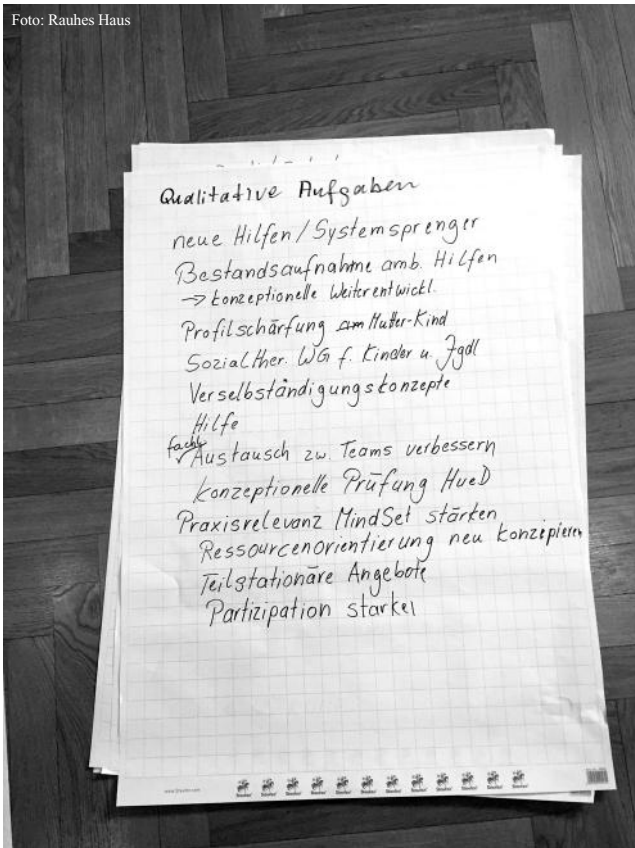 Foto: Rauhes Haus
Qualitative Aufgaben
neue Hilfen / Systemsprenger
Bestandsaufnahme amb. Hilfen
→ konzeptionelle Weiterentwickl.
Profilschärfung am Mutter-Kind
Sozialther. WG f. Kinder u. Jgdl
Verselbständigungskonzepte
Hilfe
fachl.
Austausch zw. Teams verbessern
konzeptionelle Prüfung HueD
Praxisrelevanz MindSet stärken
Ressourcenorientierung neu konzipieren
Teilstationäre Angebote
Partizipation